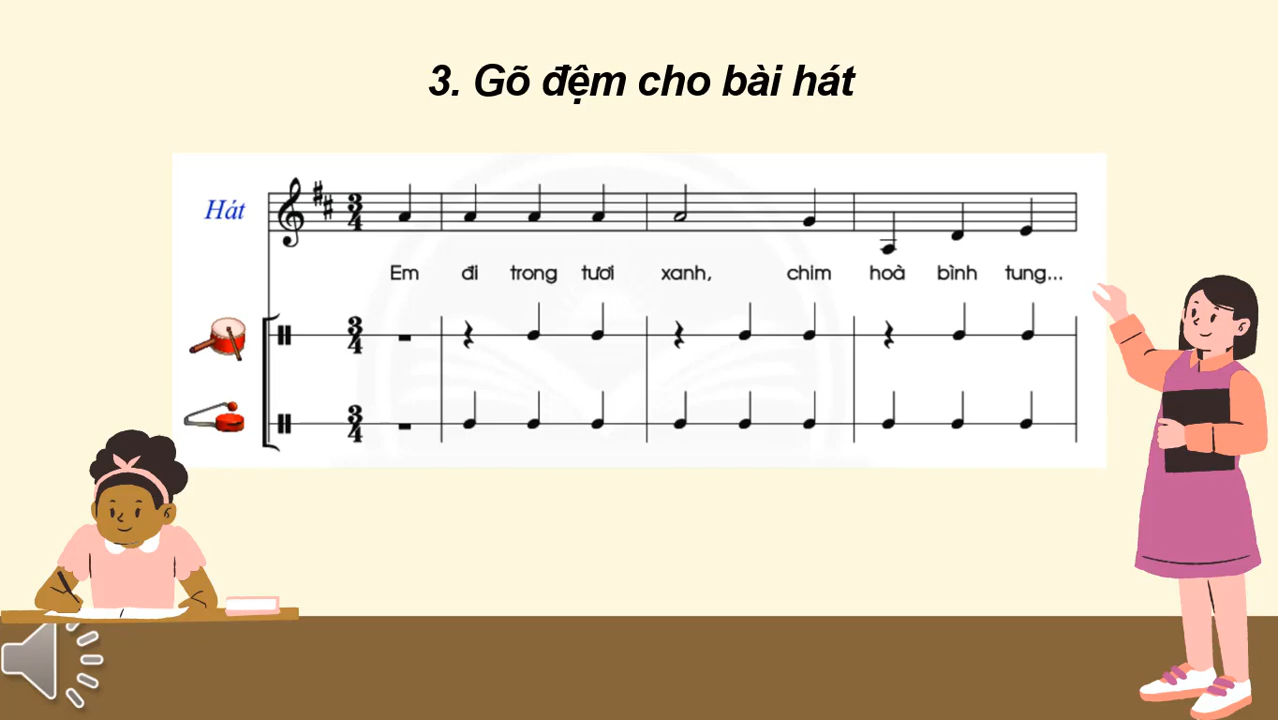 3. Gõ đệm cho bài hát
Hát
3 4
Em đi trong tươi xanh, chim hoà bình tung...
3 4
3 4